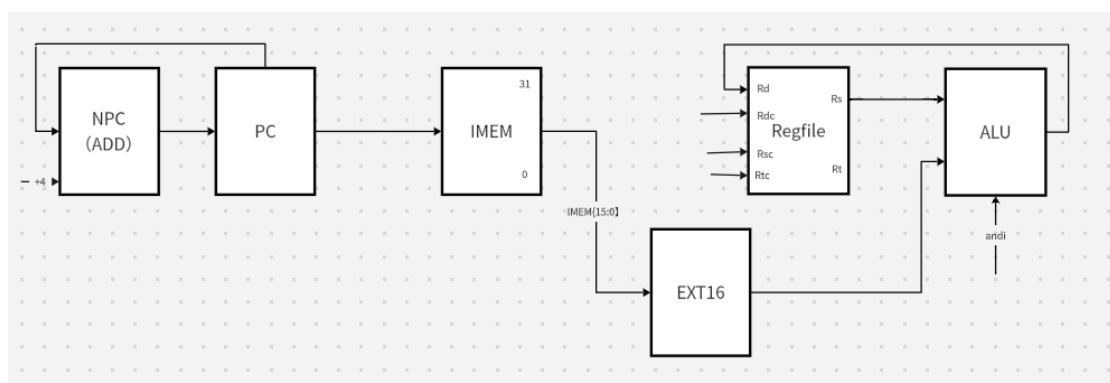 NPC
（ADD）
+4
PC
IMEM
31
0
IMEM{15:0】
EXT16
Rd
Rdc
Regfile
Rsc
Rtc
Rs
Rt
ALU
andi